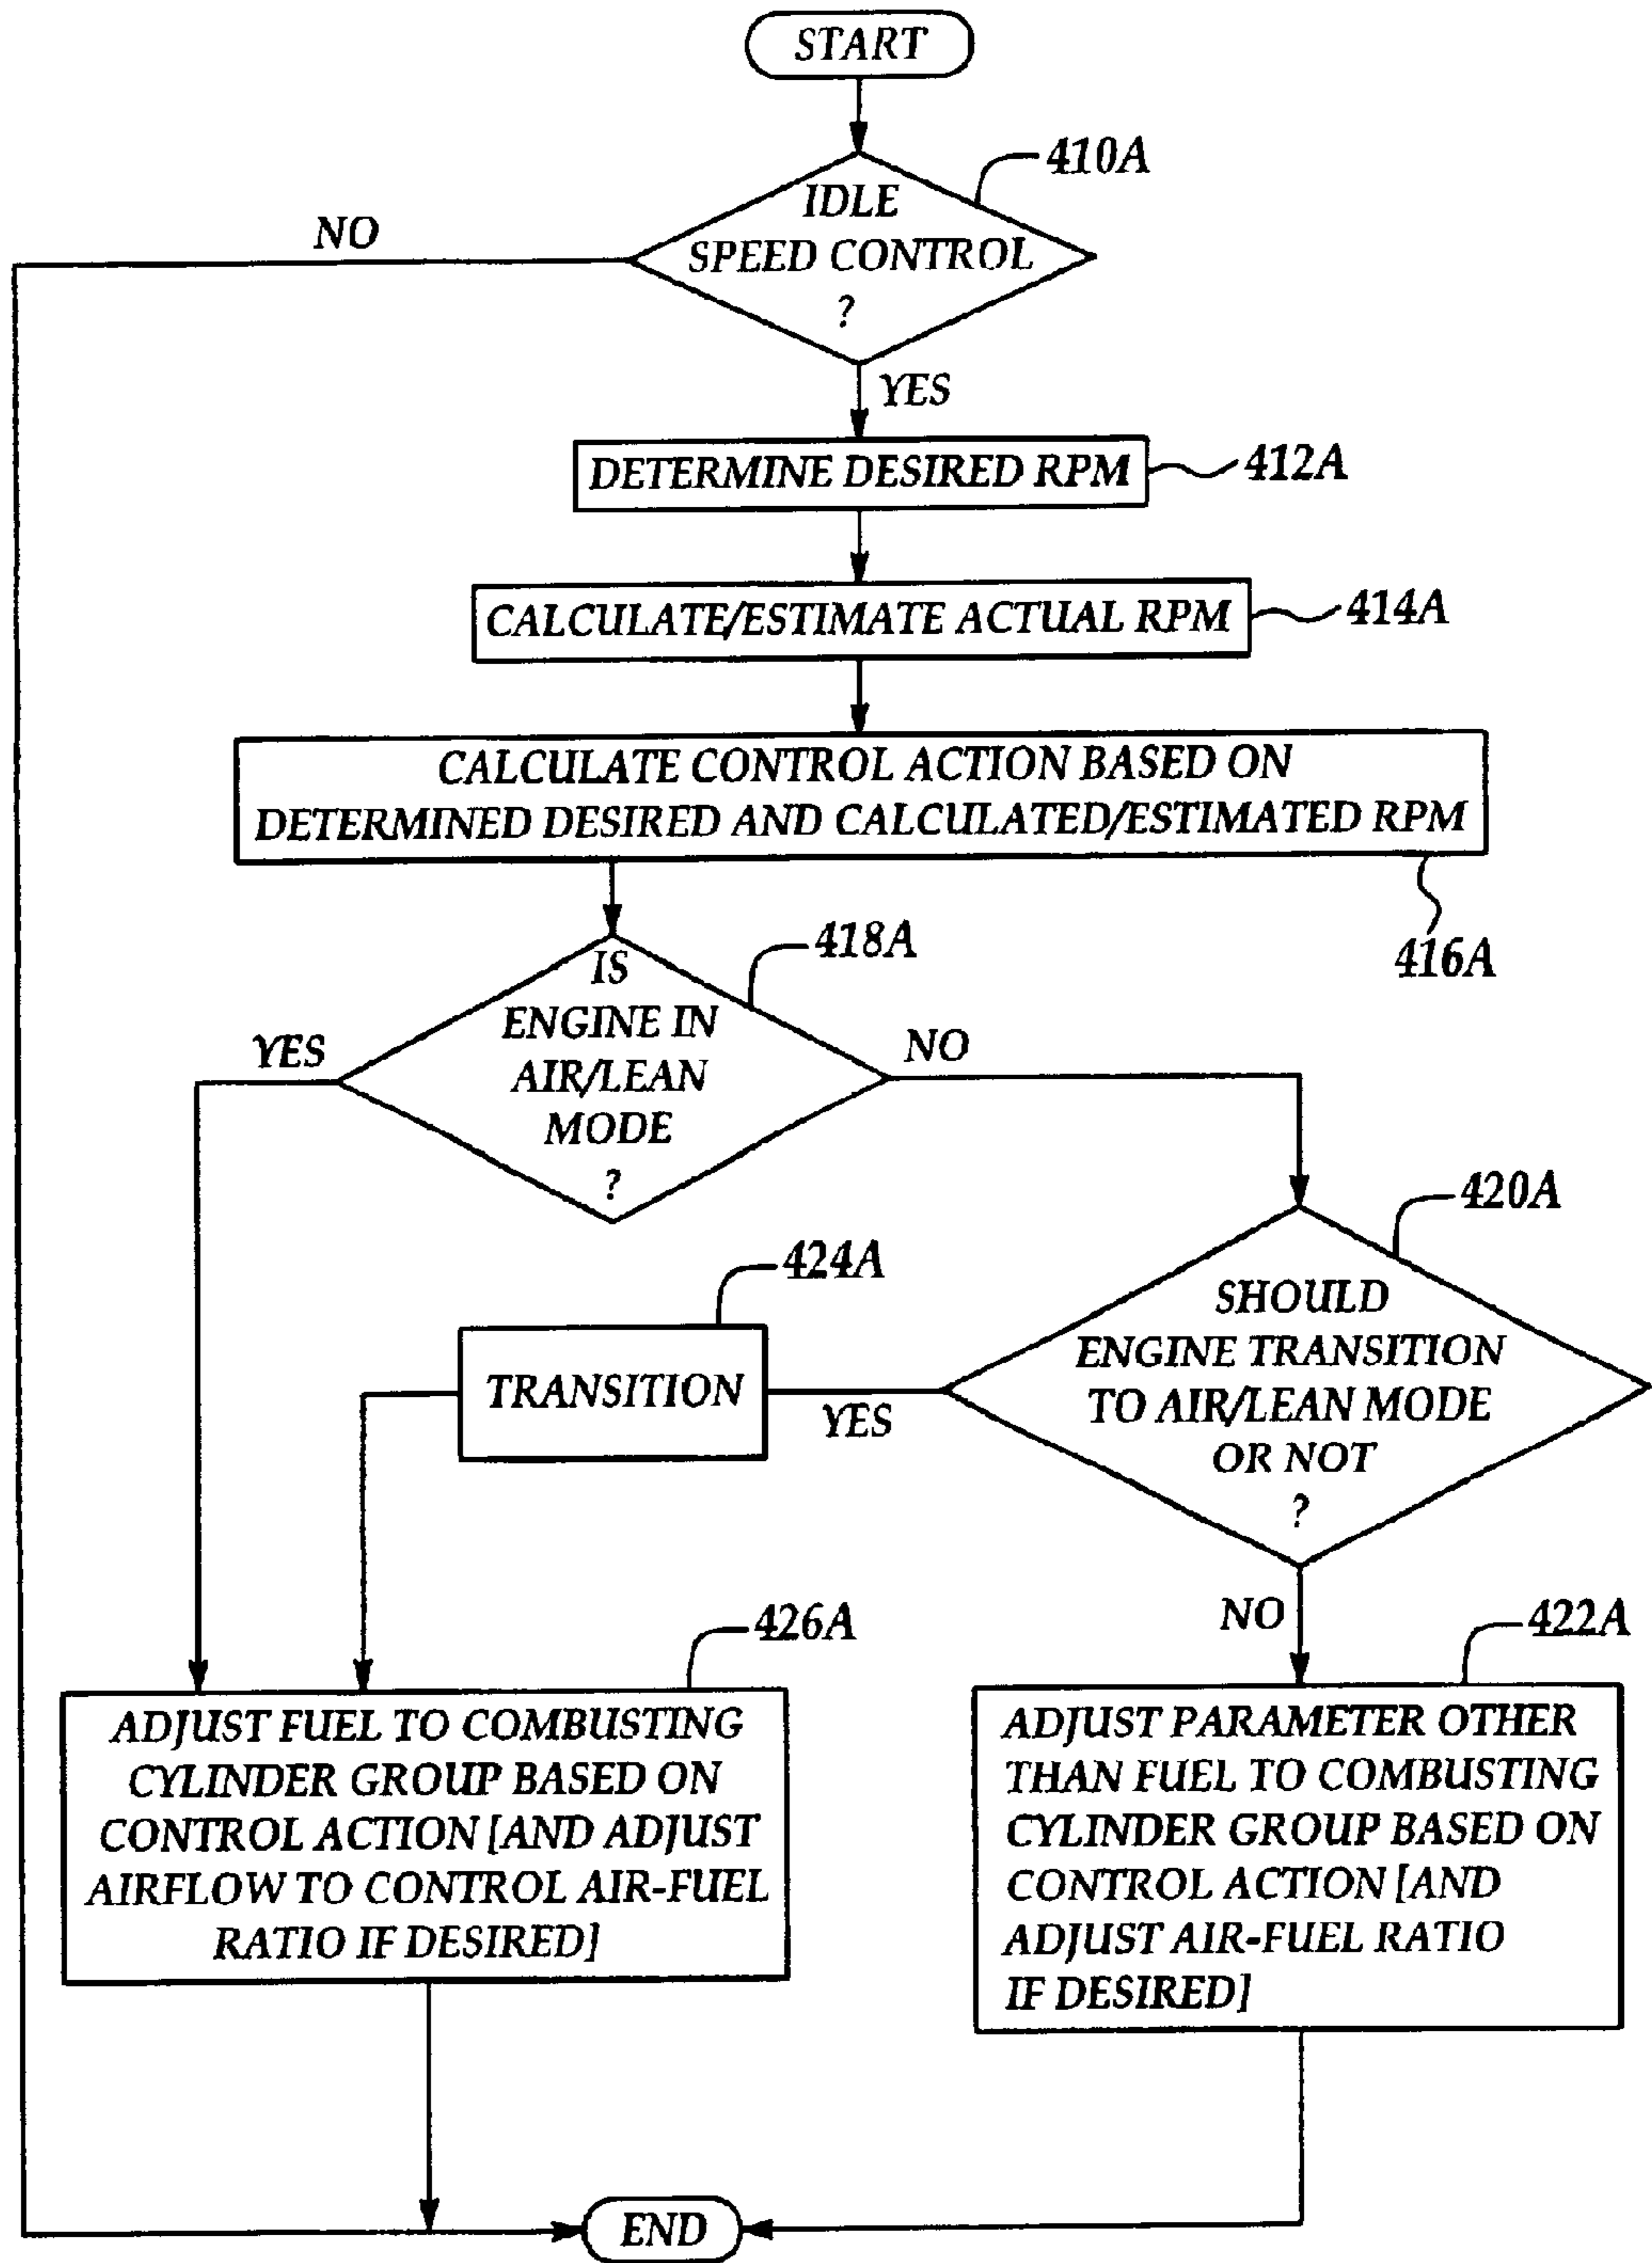 START
410A
IDLE
SPEED CONTROL
?
NO
YES
DETERMINE DESIRED RPM
412A
CALCULATE/ESTIMATE ACTUAL RPM
414A
CALCULATE CONTROL ACTION BASED ON
DETERMINED DESIRED AND CALCULATED/ESTIMATED RPM
416A
418A
IS
ENGINE IN
AIR/LEAN
MODE
?
YES
NO
420A
SHOULD
ENGINE TRANSITION
TO AIR/LEAN MODE
OR NOT
?
424A
TRANSITION
YES
NO
426A
ADJUST FUEL TO COMBUSTING
CYLINDER GROUP BASED ON
CONTROL ACTION [AND ADJUST
AIRFLOW TO CONTROL AIR-FUEL
RATIO IF DESIRED]
422A
ADJUST PARAMETER OTHER
THAN FUEL TO COMBUSTING
CYLINDER GROUP BASED ON
CONTROL ACTION [AND
ADJUST AIR-FUEL RATIO
IF DESIRED]
END